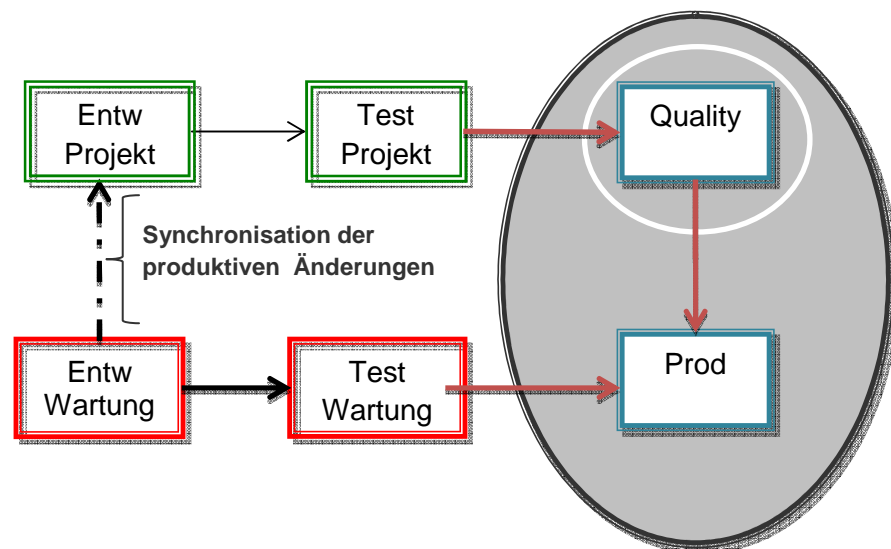 Entw
Projekt
Test
Projekt
Quality
Synchronisation der
produktiven Änderungen
Entw
Wartung
Test
Wartung
Prod